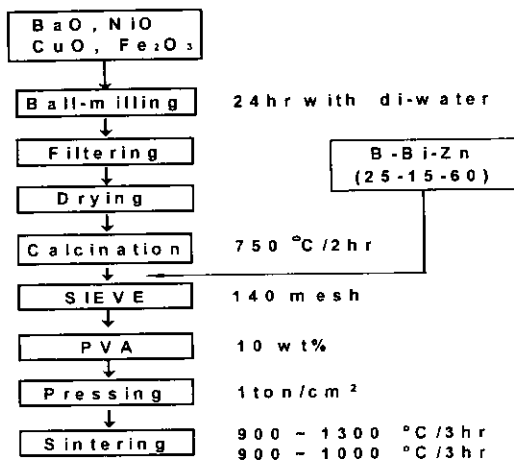 BaO, NiO
CuO, Fe₂O₃
Ball-milling
24hr with di-water
Filtering
B-Bi-Zn
(25-15-60)
Drying
Calcination
750 °C/2hr
SIEVE
140 mesh
PVA
10 wt%
Pressing
1ton/cm²
Sintering
900 ~ 1300 °C/3hr
900 ~ 1000 °C/3hr